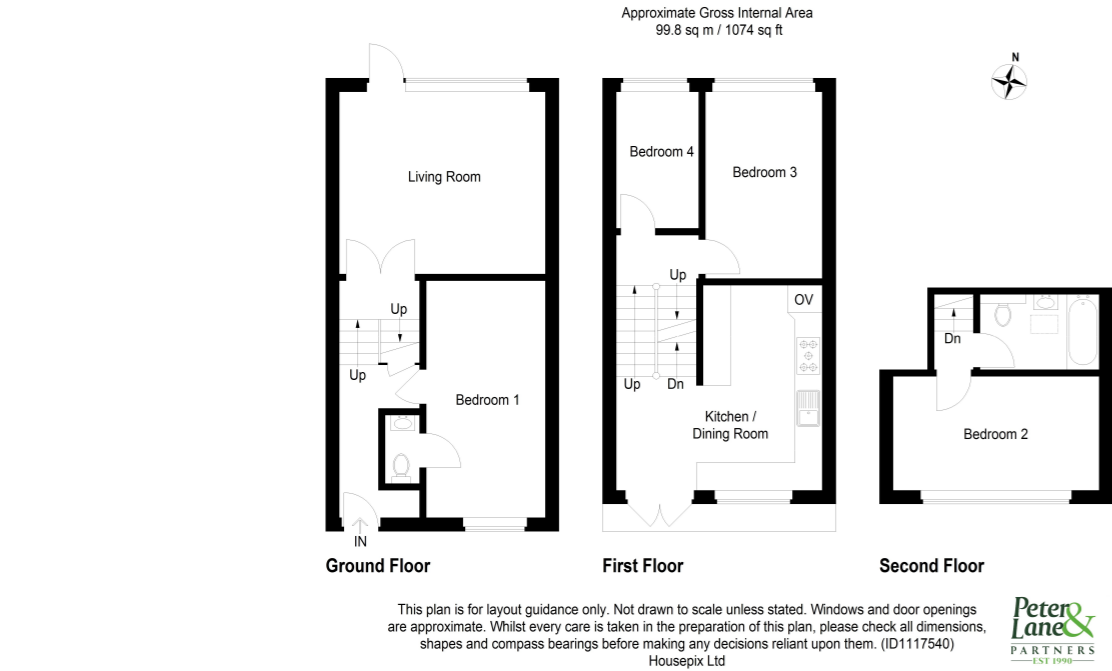 Approximate Gross Internal Area
99.8 sq m / 1074 sq ft
N
Living Room
Up
Up
Bedroom 1
IN
Ground Floor
Bedroom 4
Bedroom 3
Up
OV
Up
Dn
Kitchen /
Dining Room
First Floor
Dn
Bedroom 2
Second Floor
This plan is for layout guidance only. Not drawn to scale unless stated. Windows and door openings
are approximate. Whilst every care is taken in the preparation of this plan, please check all dimensions,
shapes and compass bearings before making any decisions reliant upon them. (ID1117540)
Housepix Ltd
Peter &
Lane
PARTNERS
EST 1990